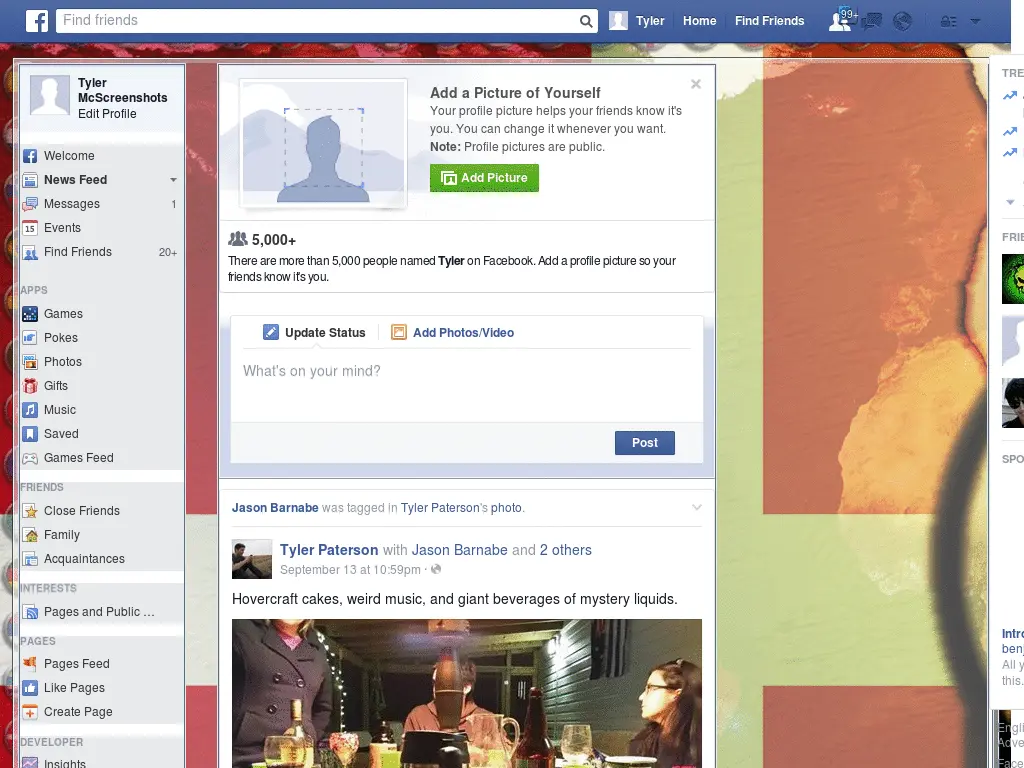 Find friends
Tyler
Home
Find Friends
99+
Tyler
McScreenshots
Edit Profile
Welcome
News Feed
Messages 1
15 Events
Find Friends 20+
APPS
Games
Pokes
Photos
Gifts
Music
Saved
Games Feed
FRIENDS
Close Friends
Family
Acquaintances
INTERESTS
Pages and Public ...
PAGES
Pages Feed
Like Pages
Create Page
DEVELOPER
Insights
Add a Picture of Yourself
Your profile picture helps your friends know it's
you. You can change it whenever you want.
Note: Profile pictures are public.
Add Picture
5,000+
There are more than 5,000 people named Tyler on Facebook. Add a profile picture so your
friends know it's you.
Update Status
Add Photos/Video
What's on your mind?
Post
Jason Barnabe was tagged in Tyler Paterson's photo.
Tyler Paterson with Jason Barnabe and 2 others
September 13 at 10:59pm ·
Hovercraft cakes, weird music, and giant beverages of mystery liquids.
TRE
FRIE
SPO
Intro
benj
All y
this.
Engli
Adve
Face